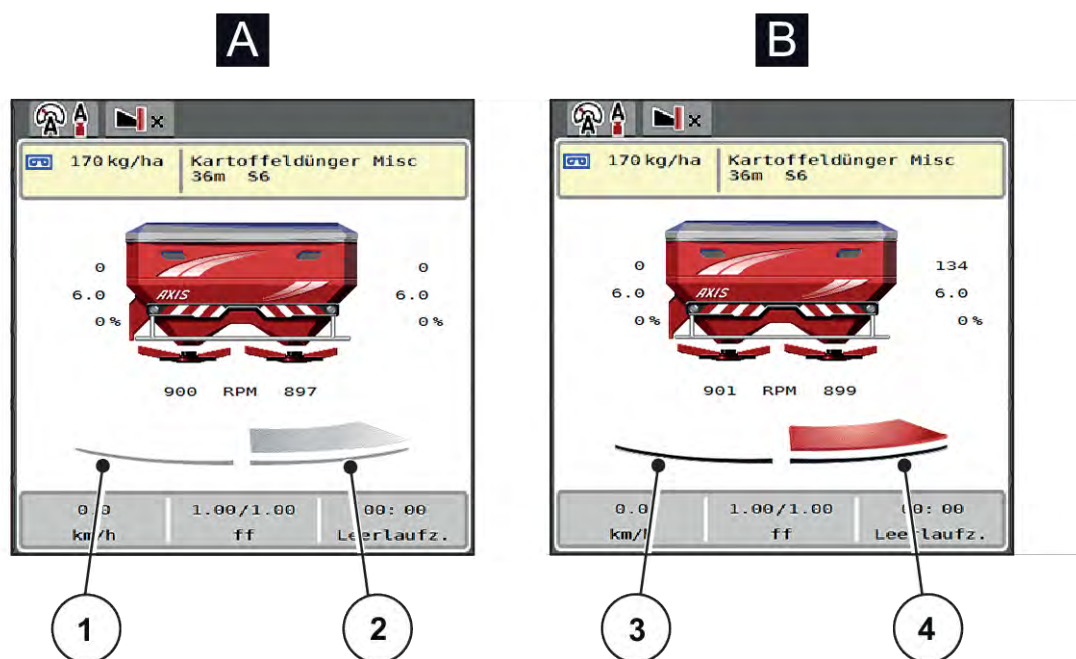 A
B
A A x
170 kg/ha Kartoffeldünger Misc
36m S6
0 0
6.0 AXIS 6.0
0 % 0 %
900 RPM 897
0.0 1.00/1.00 00:00
km/h ff Leerlaufz.
1 2
A A x
170 kg/ha Kartoffeldünger Misc
36m S6
0 134
6.0 AXIS 6.0
0 % 0 %
901 RPM 899
0.0 1.00/1.00 00:00
km/h ff Leerlaufz.
3 4